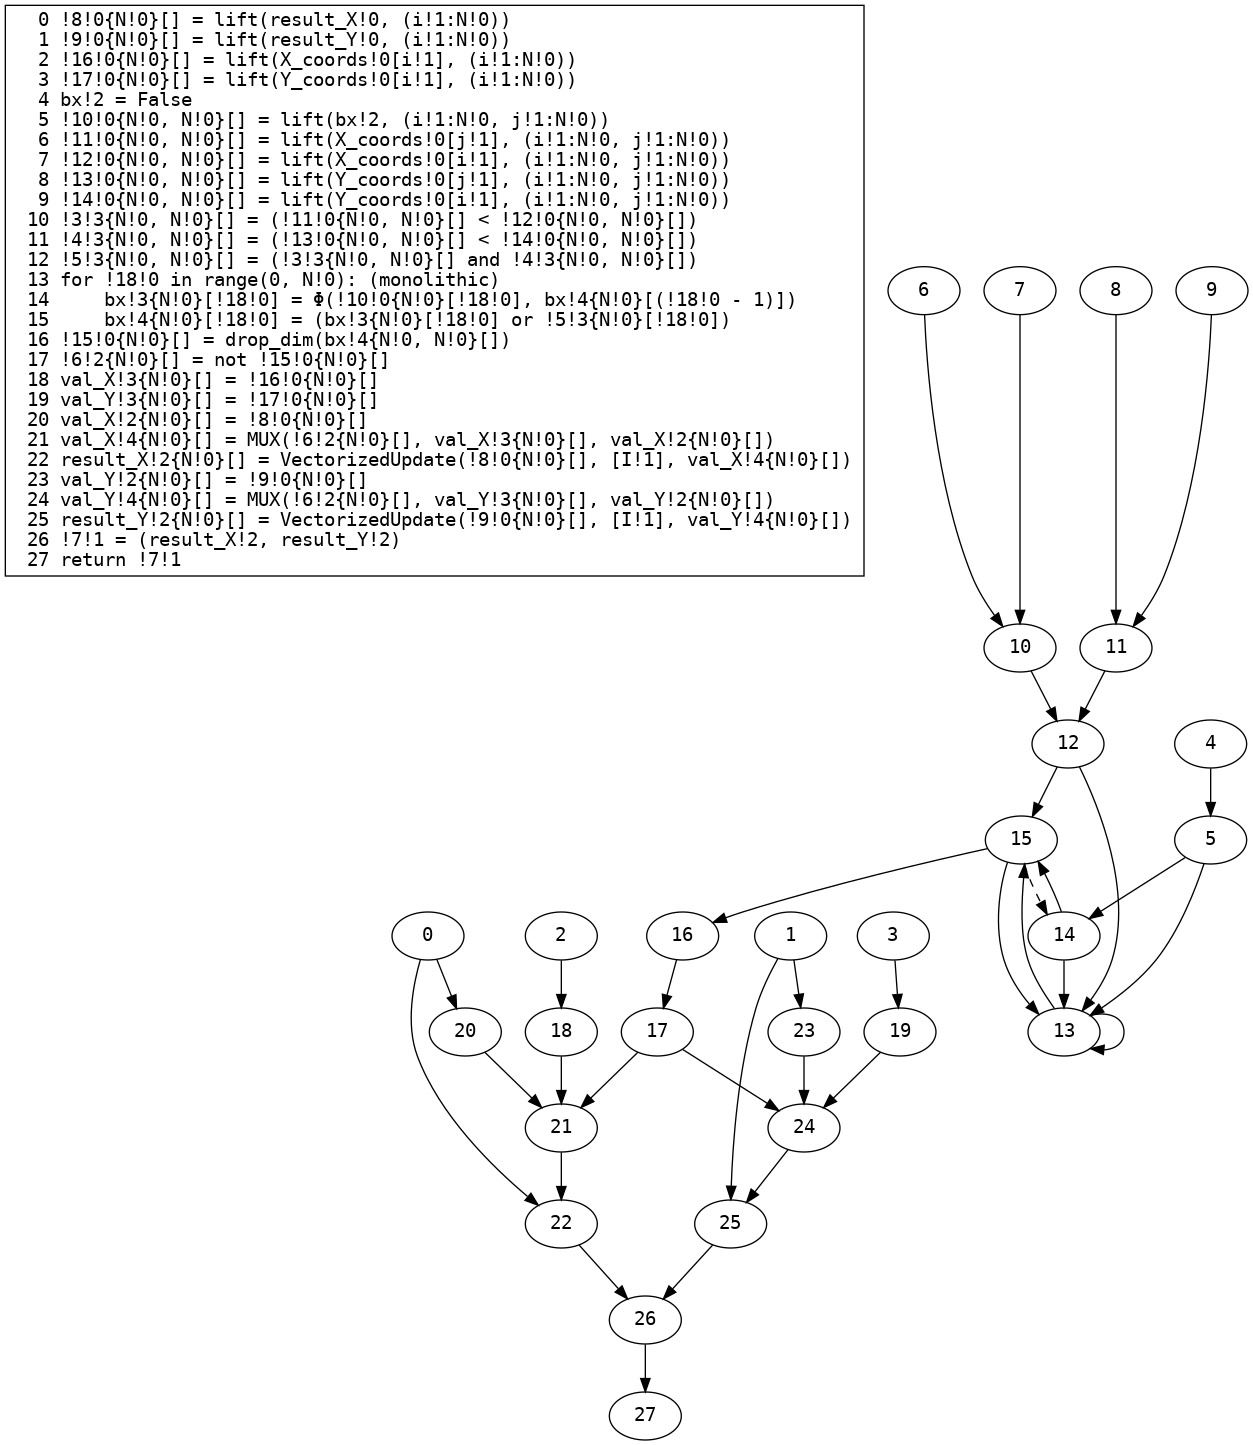 0 !8!0{N!0}[] = lift(result_X!0, (i!1:N!0))
1 !9!0{N!0}[] = lift(result_Y!0, (i!1:N!0))
2 !16!0{N!0}[] = lift(X_coords!0[i!1], (i!1:N!0))
3 !17!0{N!0}[] = lift(Y_coords!0[i!1], (i!1:N!0))
4 bx!2 = False
5 !10!0{N!0, N!0}[] = lift(bx!2, (i!1:N!0, j!1:N!0))
6 !11!0{N!0, N!0}[] = lift(X_coords!0[j!1], (i!1:N!0, j!1:N!0))
7 !12!0{N!0, N!0}[] = lift(X_coords!0[i!1], (i!1:N!0, j!1:N!0))
8 !13!0{N!0, N!0}[] = lift(Y_coords!0[j!1], (i!1:N!0, j!1:N!0))
9 !14!0{N!0, N!0}[] = lift(Y_coords!0[i!1], (i!1:N!0, j!1:N!0))
10 !3!3{N!0, N!0}[] = (!11!0{N!0, N!0}[] < !12!0{N!0, N!0}[])
11 !4!3{N!0, N!0}[] = (!13!0{N!0, N!0}[] < !14!0{N!0, N!0}[])
12 !5!3{N!0, N!0}[] = (!3!3{N!0, N!0}[] and !4!3{N!0, N!0}[])
13 for !18!0 in range(0, N!0): (monolithic)
14     bx!3{N!0}[!18!0] = Φ(!10!0{N!0}[!18!0], bx!4{N!0}[(!18!0 - 1)])
15     bx!4{N!0}[!18!0] = (bx!3{N!0}[!18!0] or !5!3{N!0}[!18!0])
16 !15!0{N!0}[] = drop_dim(bx!4{N!0, N!0}[])
17 !6!2{N!0}[] = not !15!0{N!0}[]
18 val_X!3{N!0}[] = !16!0{N!0}[]
19 val_Y!3{N!0}[] = !17!0{N!0}[]
20 val_X!2{N!0}[] = !8!0{N!0}[]
21 val_X!4{N!0}[] = MUX(!6!2{N!0}[], val_X!3{N!0}[], val_X!2{N!0}[])
22 result_X!2{N!0}[] = VectorizedUpdate(!8!0{N!0}[], [I!1], val_X!4{N!0}[])
23 val_Y!2{N!0}[] = !9!0{N!0}[]
24 val_Y!4{N!0}[] = MUX(!6!2{N!0}[], val_Y!3{N!0}[], val_Y!2{N!0}[])
25 result_Y!2{N!0}[] = VectorizedUpdate(!9!0{N!0}[], [I!1], val_Y!4{N!0}[])
26 !7!1 = (result_X!2, result_Y!2)
27 return !7!1
6 7 8 9
10 11
12 4
15 5
0 2 16 1 3 14
20 18 17 23 19 13
21 24
22 25
26
27